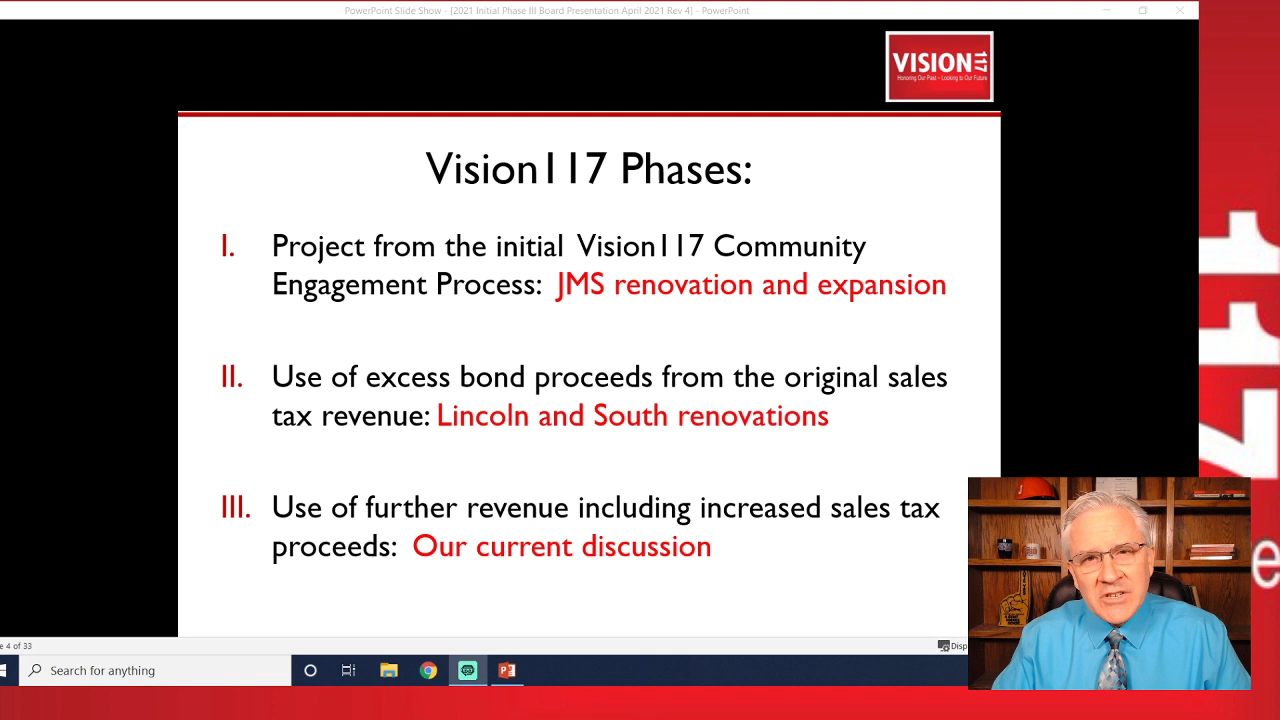 PowerPoint Slide Show - [2021 Initial Phase III Board Presentation April 2021 Rev 4] - PowerPoint
VISION117
Honoring Our Past ~ Looking to Our Future
Vision117 Phases:
I. Project from the initial Vision117 Community
Engagement Process: JMS renovation and expansion
II. Use of excess bond proceeds from the original sales
tax revenue: Lincoln and South renovations
III. Use of further revenue including increased sales tax
proceeds: Our current discussion
e 4 of 33
Disp
Search for anything
117
e